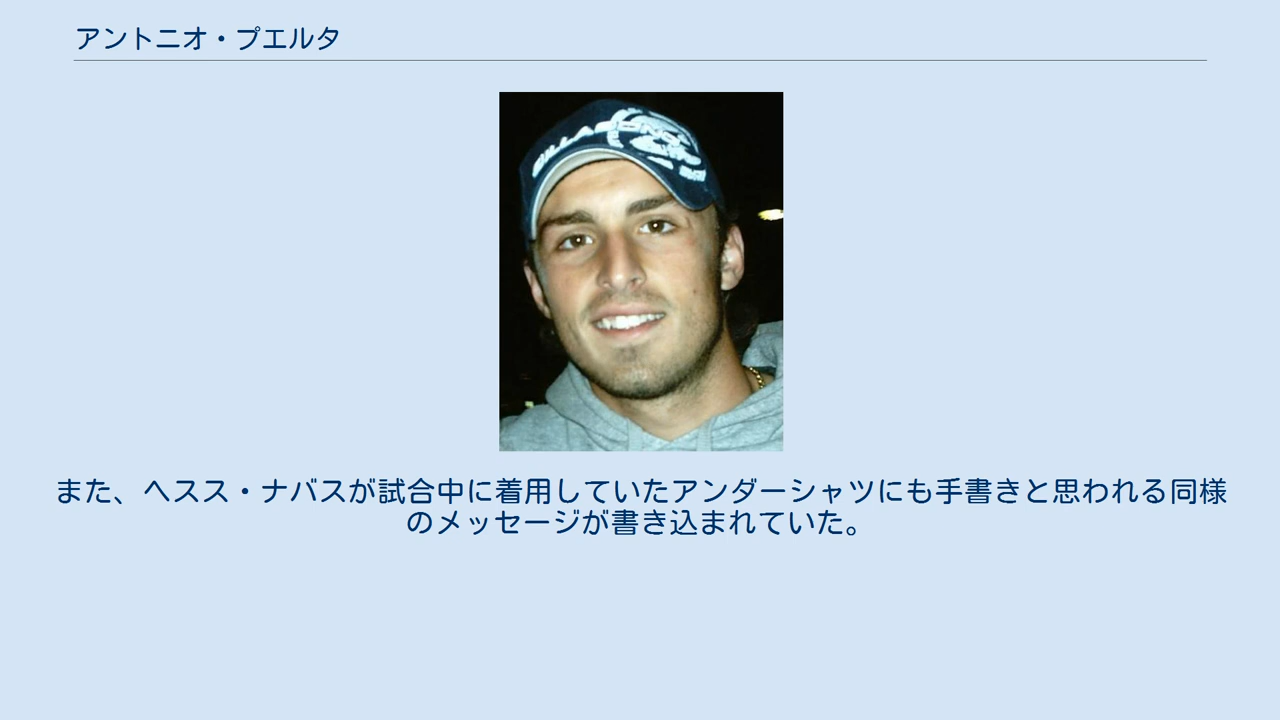 アントニオ・プエルタ
BILLABONG
また、ヘスス・ナバスが試合中に着用していたアンダーシャツにも手書きと思われる同様
のメッセージが書き込まれていた。